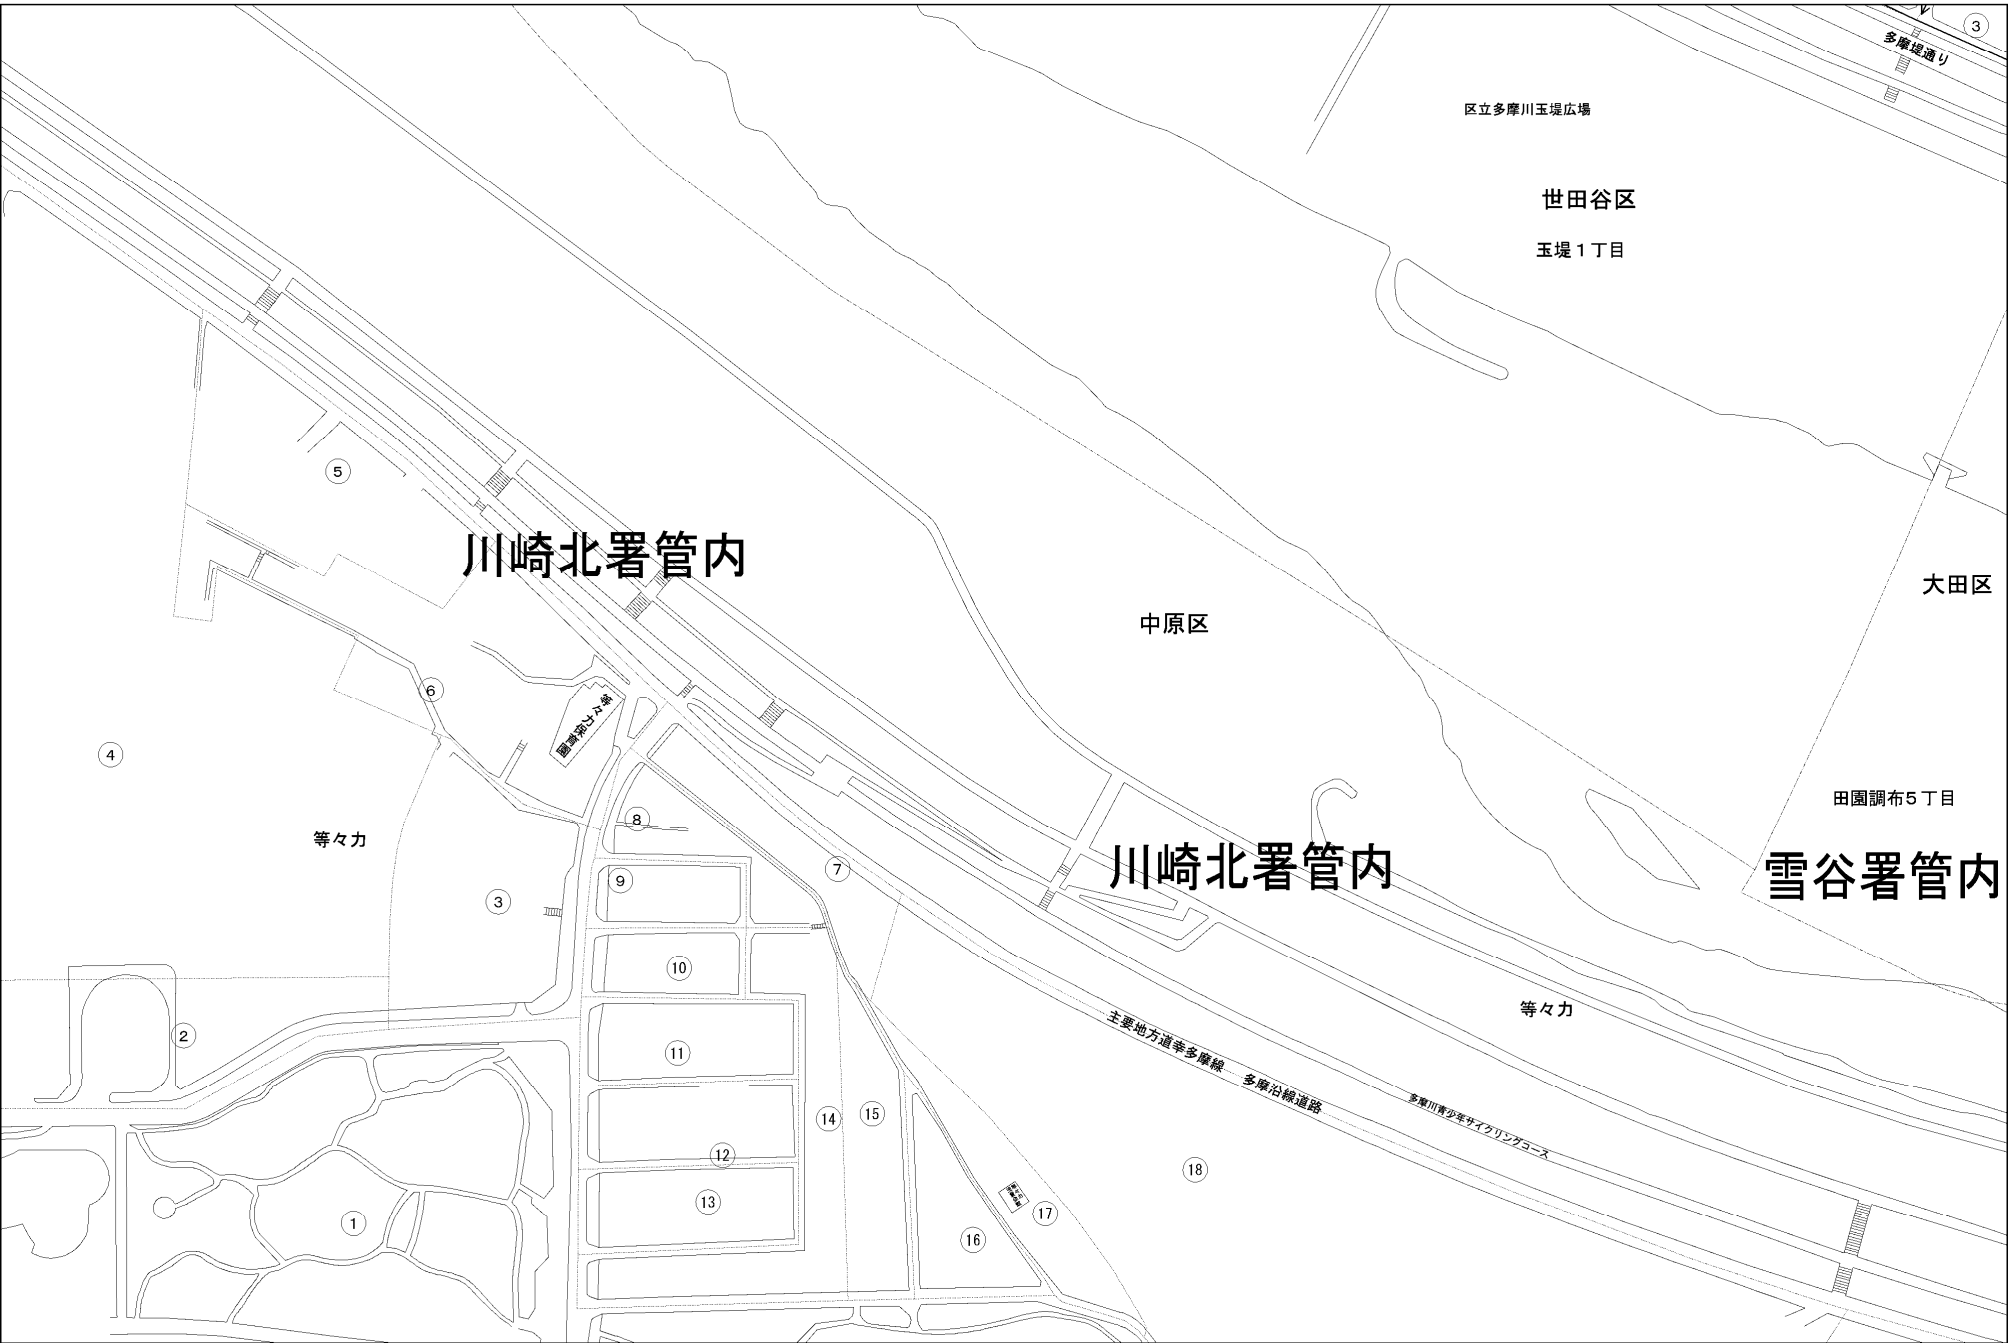 ③
多摩堤通り
区立多摩川玉堤広場
世田谷区
玉堤1丁目
⑤
川崎北署管内
大田区
中原区
⑥
等々力保育園
④
田園調布5丁目
等々力
⑧
⑦
川崎北署管内
雪谷署管内
⑨
③
⑩
等々力
②
主要地方道幸多摩線 多摩沿線道路
⑪
多摩川青少年サイクリングコース
⑭
⑮
⑫
⑱
⑬
⑰
①
⑯